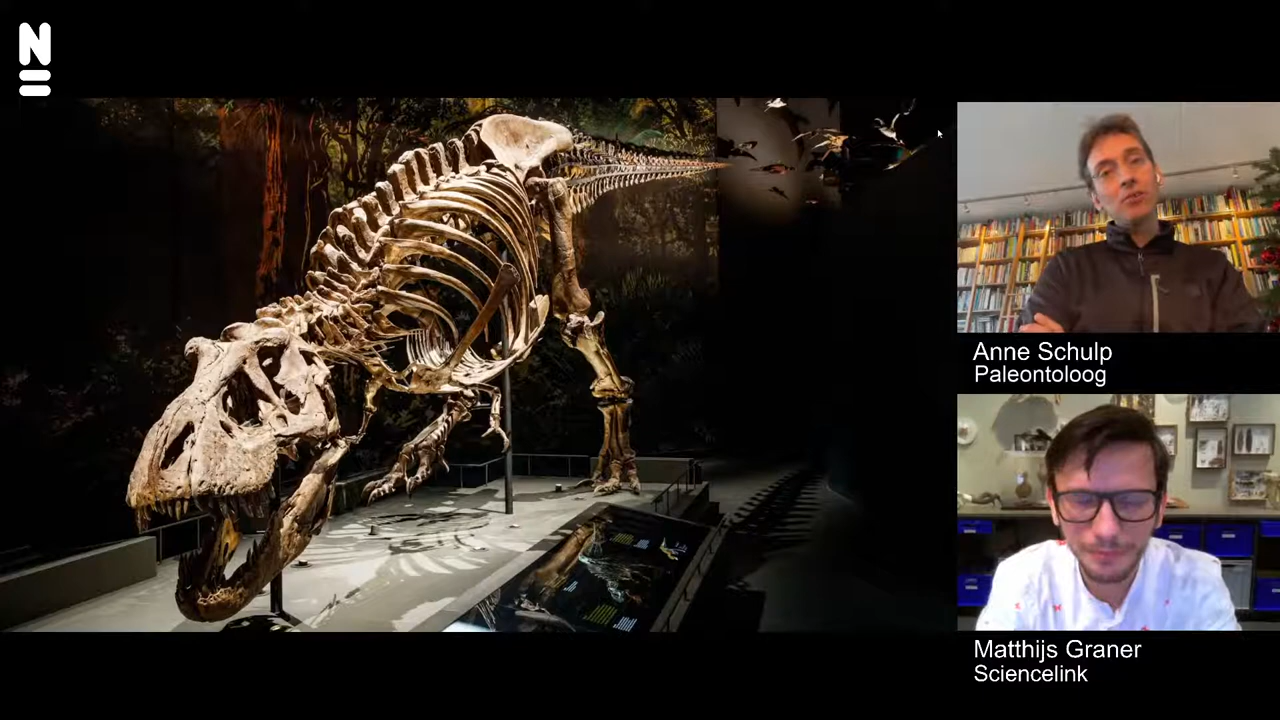 N
Anne Schulp
Paleontoloog
Matthijs Graner
Sciencelink